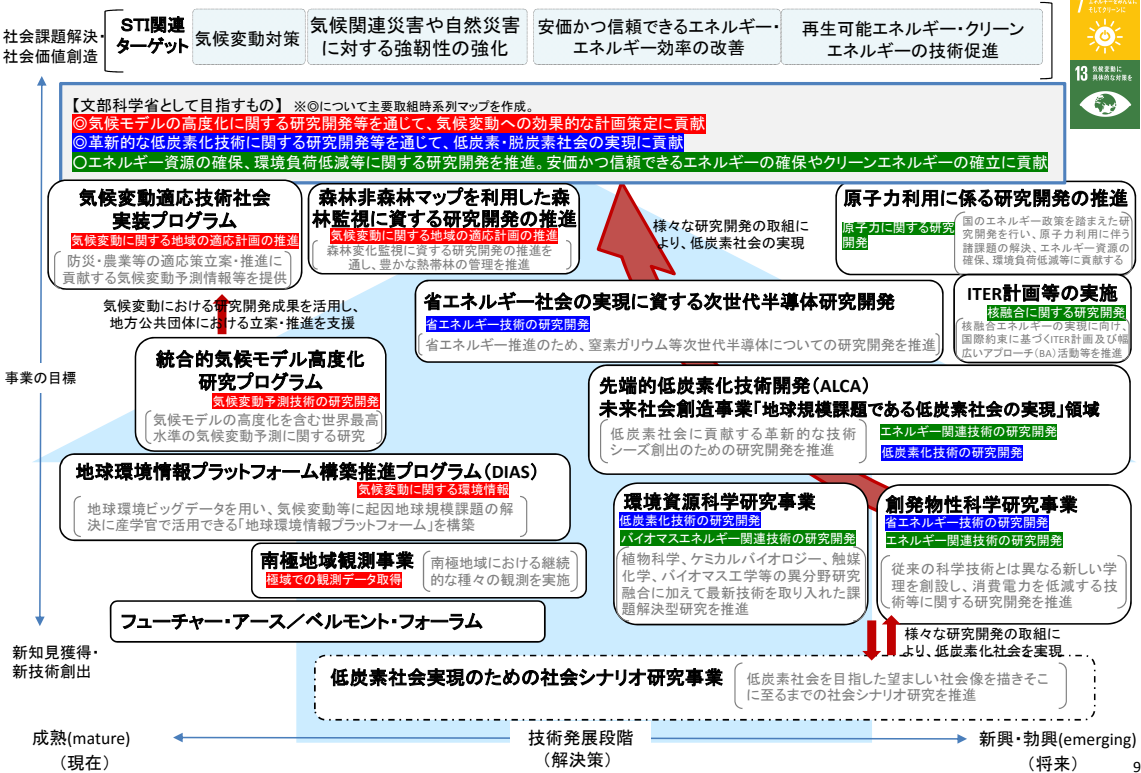 社会課題解決・
社会価値創造
STI関連
ターゲット
気候変動対策
気候関連災害や自然災害
に対する強靭性の強化
安価かつ信頼できるエネルギー・
エネルギー効率の改善
再生可能エネルギー・クリーン
エネルギーの技術促進
7 エネルギーをみんなに
そしてクリーンに
13 気候変動に
具体的な対策を
【文部科学省として目指すもの】 ※◎について主要取組時系列マップを作成。
◎気候モデルの高度化に関する研究開発等を通じて、気候変動への効果的な計画策定に貢献
◎革新的な低炭素化技術に関する研究開発等を通じて、低炭素・脱炭素社会の実現に貢献
○エネルギー資源の確保、環境負荷低減等に関する研究開発を推進。安価かつ信頼できるエネルギーの確保やクリーンエネルギーの確立に貢献
気候変動適応技術社会
実装プログラム
気候変動に関する地域の適応計画の推進
防災・農業等の適応策立案・推進に
貢献する気候変動予測情報等を提供
森林非森林マップを利用した森
林監視に資する研究開発の推進
気候変動に関する地域の適応計画の推進
森林変化監視に資する研究開発の推進を
通し、豊かな熱帯林の管理を推進
様々な研究開発の取組
により、低炭素社会の実現
原子力利用に係る研究開発の推進
原子力に関する研究
開発
国のエネルギー政策を踏まえた研
究開発を行い、原子力利用に伴う
諸課題の解決、エネルギー資源の
確保、環境負荷低減等に貢献する
気候変動における研究開発成果を活用し、
地方公共団体における立案・推進を支援
省エネルギー社会の実現に資する次世代半導体研究開発
省エネルギー技術の研究開発
省エネルギー推進のため、窒素ガリウム等次世代半導体についての研究開発を推進
ITER計画等の実施
核融合に関する研究開発
核融合エネルギーの実現に向け、
国際約束に基づくITER計画及び幅
広いアプローチ(BA)活動等を推進
事業の目標
統合的気候モデル高度化
研究プログラム
気候変動予測技術の研究開発
気候モデルの高度化を含む世界最高
水準の気候変動予測に関する研究
先端的低炭素化技術開発(ALCA)
未来社会創造事業「地球規模課題である低炭素社会の実現」領域
低炭素社会に貢献する革新的な技術
シーズ創出のための研究開発を推進
エネルギー関連技術の研究開発
低炭素化技術の研究開発
地球環境情報プラットフォーム構築推進プログラム(DIAS)
気候変動に関する環境情報
地球環境ビッグデータを用い、気候変動等に起因地球規模課題の解
決に産学官で活用できる「地球環境情報プラットフォーム」を構築
環境資源科学研究事業
低炭素化技術の研究開発
バイオマスエネルギー関連技術の研究開発
植物科学、ケミカルバイオロジー、触媒
化学、バイオマス工学等の異分野研究
融合に加えて最新技術を取り入れた課
題解決型研究を推進
創発物性科学研究事業
省エネルギー技術の研究開発
エネルギー関連技術の研究開発
従来の科学技術とは異なる新しい学
理を創設し、消費電力を低減する技
術等に関する研究開発を推進
南極地域観測事業
極域での観測データ取得
南極地域における継続
的な種々の観測を実施
フューチャー・アース/ベルモント・フォーラム
様々な研究開発の取組に
より、低炭素化社会を実現
新知見獲得・
新技術創出
低炭素社会実現のための社会シナリオ研究事業
低炭素社会を目指した望ましい社会像を描きそこ
に至るまでの社会シナリオ研究を推進
成熟(mature)
(現在)
技術発展段階
(解決策)
新興・勃興(emerging)
(将来)
9